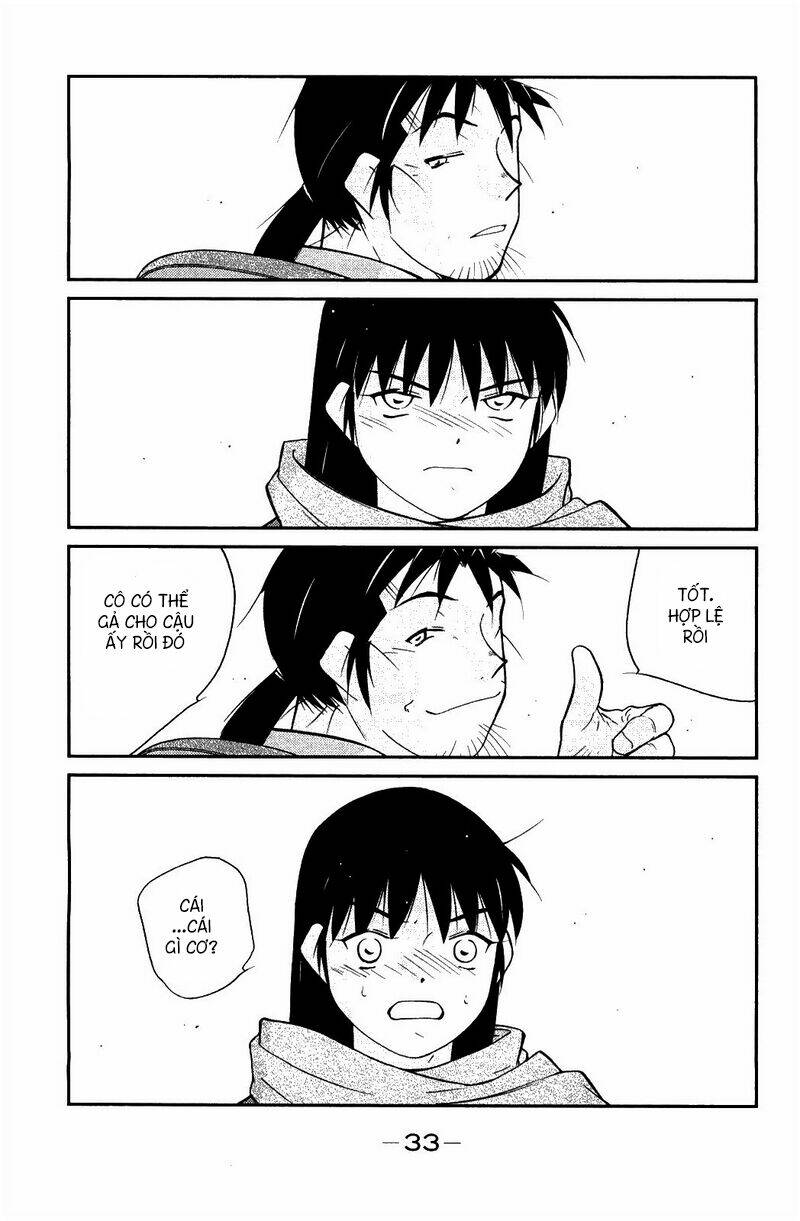 TỐT.
HỢP LỆ
RỒI
CÔ CÓ THỂ
GẢ CHO CẬU
ẤY RỒI ĐÓ
CÁI
...CÁI
GÌ CƠ?
—33—